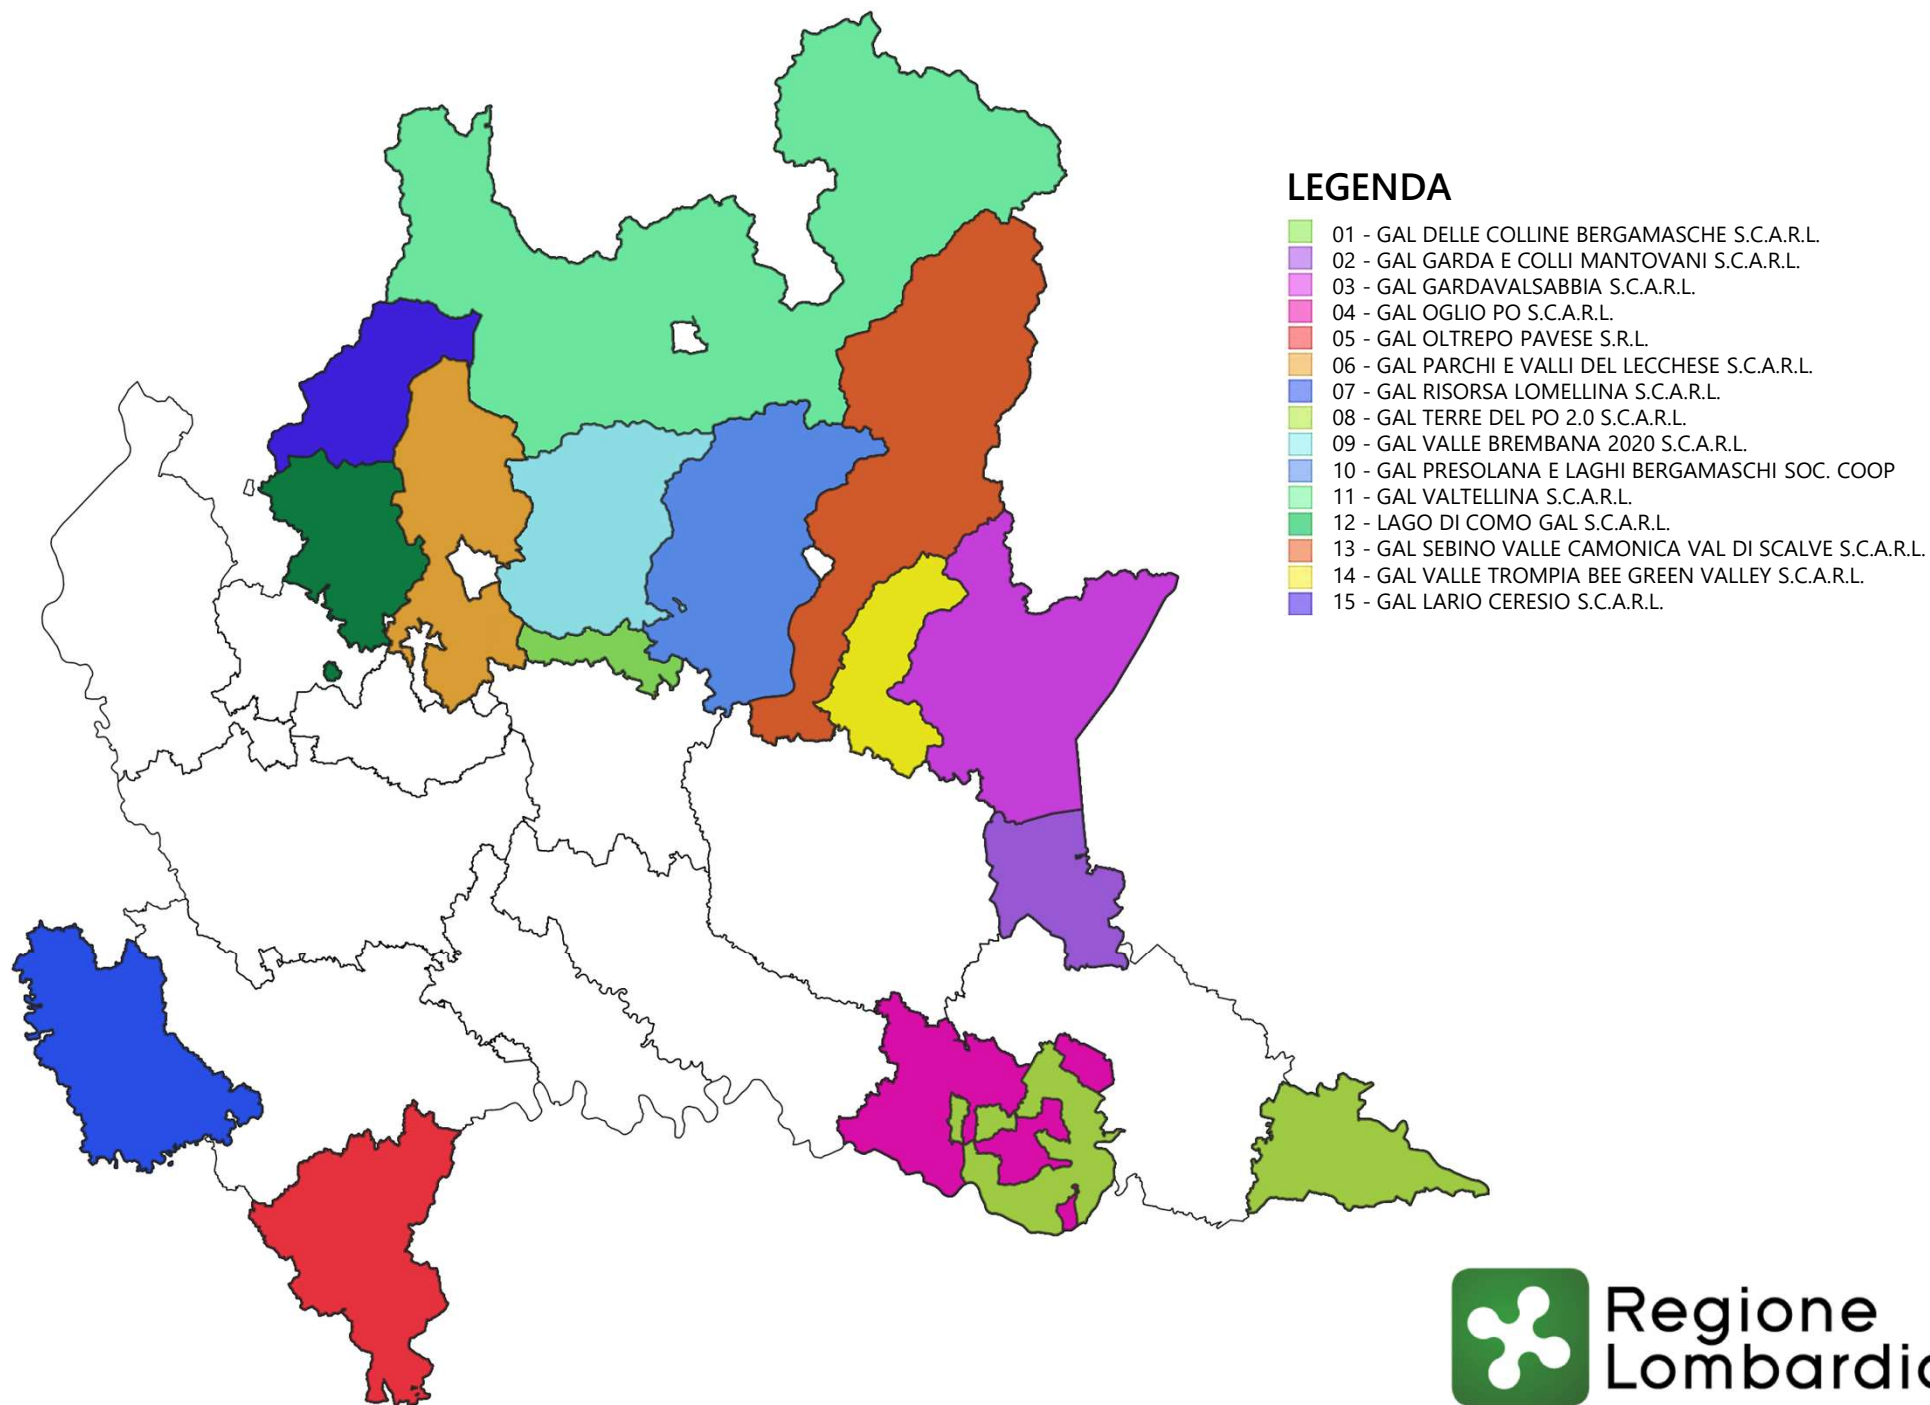 LEGENDA
01 - GAL DELLE COLLINE BERGAMASCHE S.C.A.R.L.
02 - GAL GARDA E COLLI MANTOVANI S.C.A.R.L.
03 - GAL GARDAVALSABBIA S.C.A.R.L.
04 - GAL OGLIO PO S.C.A.R.L.
05 - GAL OLTREPO PAVESE S.R.L.
06 - GAL PARCHI E VALLI DEL LECCHESE S.C.A.R.L.
07 - GAL RISORSA LOMELLINA S.C.A.R.L.
08 - GAL TERRE DEL PO 2.0 S.C.A.R.L.
09 - GAL VALLE BREMBANA 2020 S.C.A.R.L.
10 - GAL PRESOLANA E LAGHI BERGAMASCHI SOC. COOP
11 - GAL VALTELLINA S.C.A.R.L.
12 - LAGO DI COMO GAL S.C.A.R.L.
13 - GAL SEBINO VALLE CAMONICA VAL DI SCALVE S.C.A.R.L.
14 - GAL VALLE TROMPIA BEE GREEN VALLEY S.C.A.R.L.
15 - GAL LARIO CERESIO S.C.A.R.L.
Regione
Lombardia